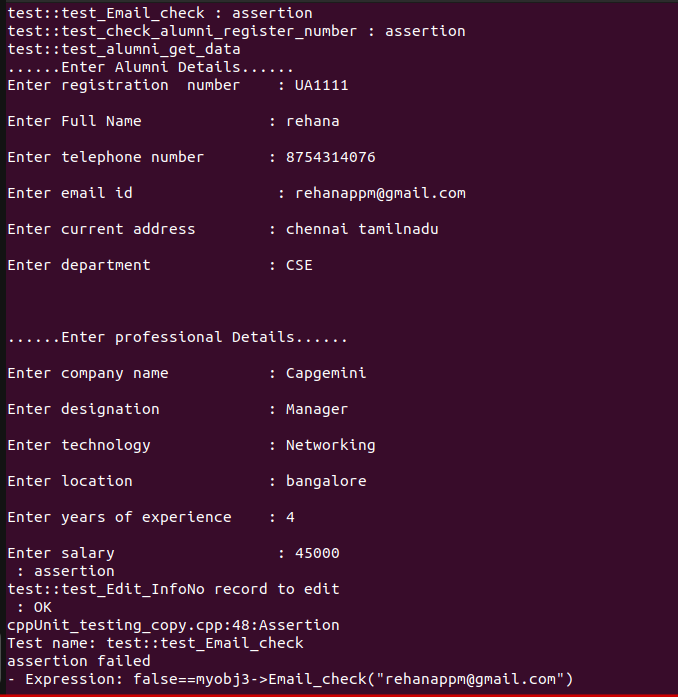 test::test_Email_check : assertion
test::test_check_alumni_register_number : assertion
test::test_alumni_get_data
......Enter Alumni Details......
Enter registration  number    : UA1111
Enter Full Name              : rehana
Enter telephone number       : 8754314076
Enter email id                : rehanappm@gmail.com
Enter current address        : chennai tamilnadu
Enter department             : CSE
......Enter professional Details......
Enter company name           : Capgemini
Enter designation            : Manager
Enter technology             : Networking
Enter location               : bangalore
Enter years of experience    : 4
Enter salary                  : 45000
 : assertion
test::test_Edit_InfoNo record to edit
 : OK
cppUnit_testing_copy.cpp:48:Assertion
Test name: test::test_Email_check
assertion failed
- Expression: false==myobj3->Email_check("rehanappm@gmail.com")